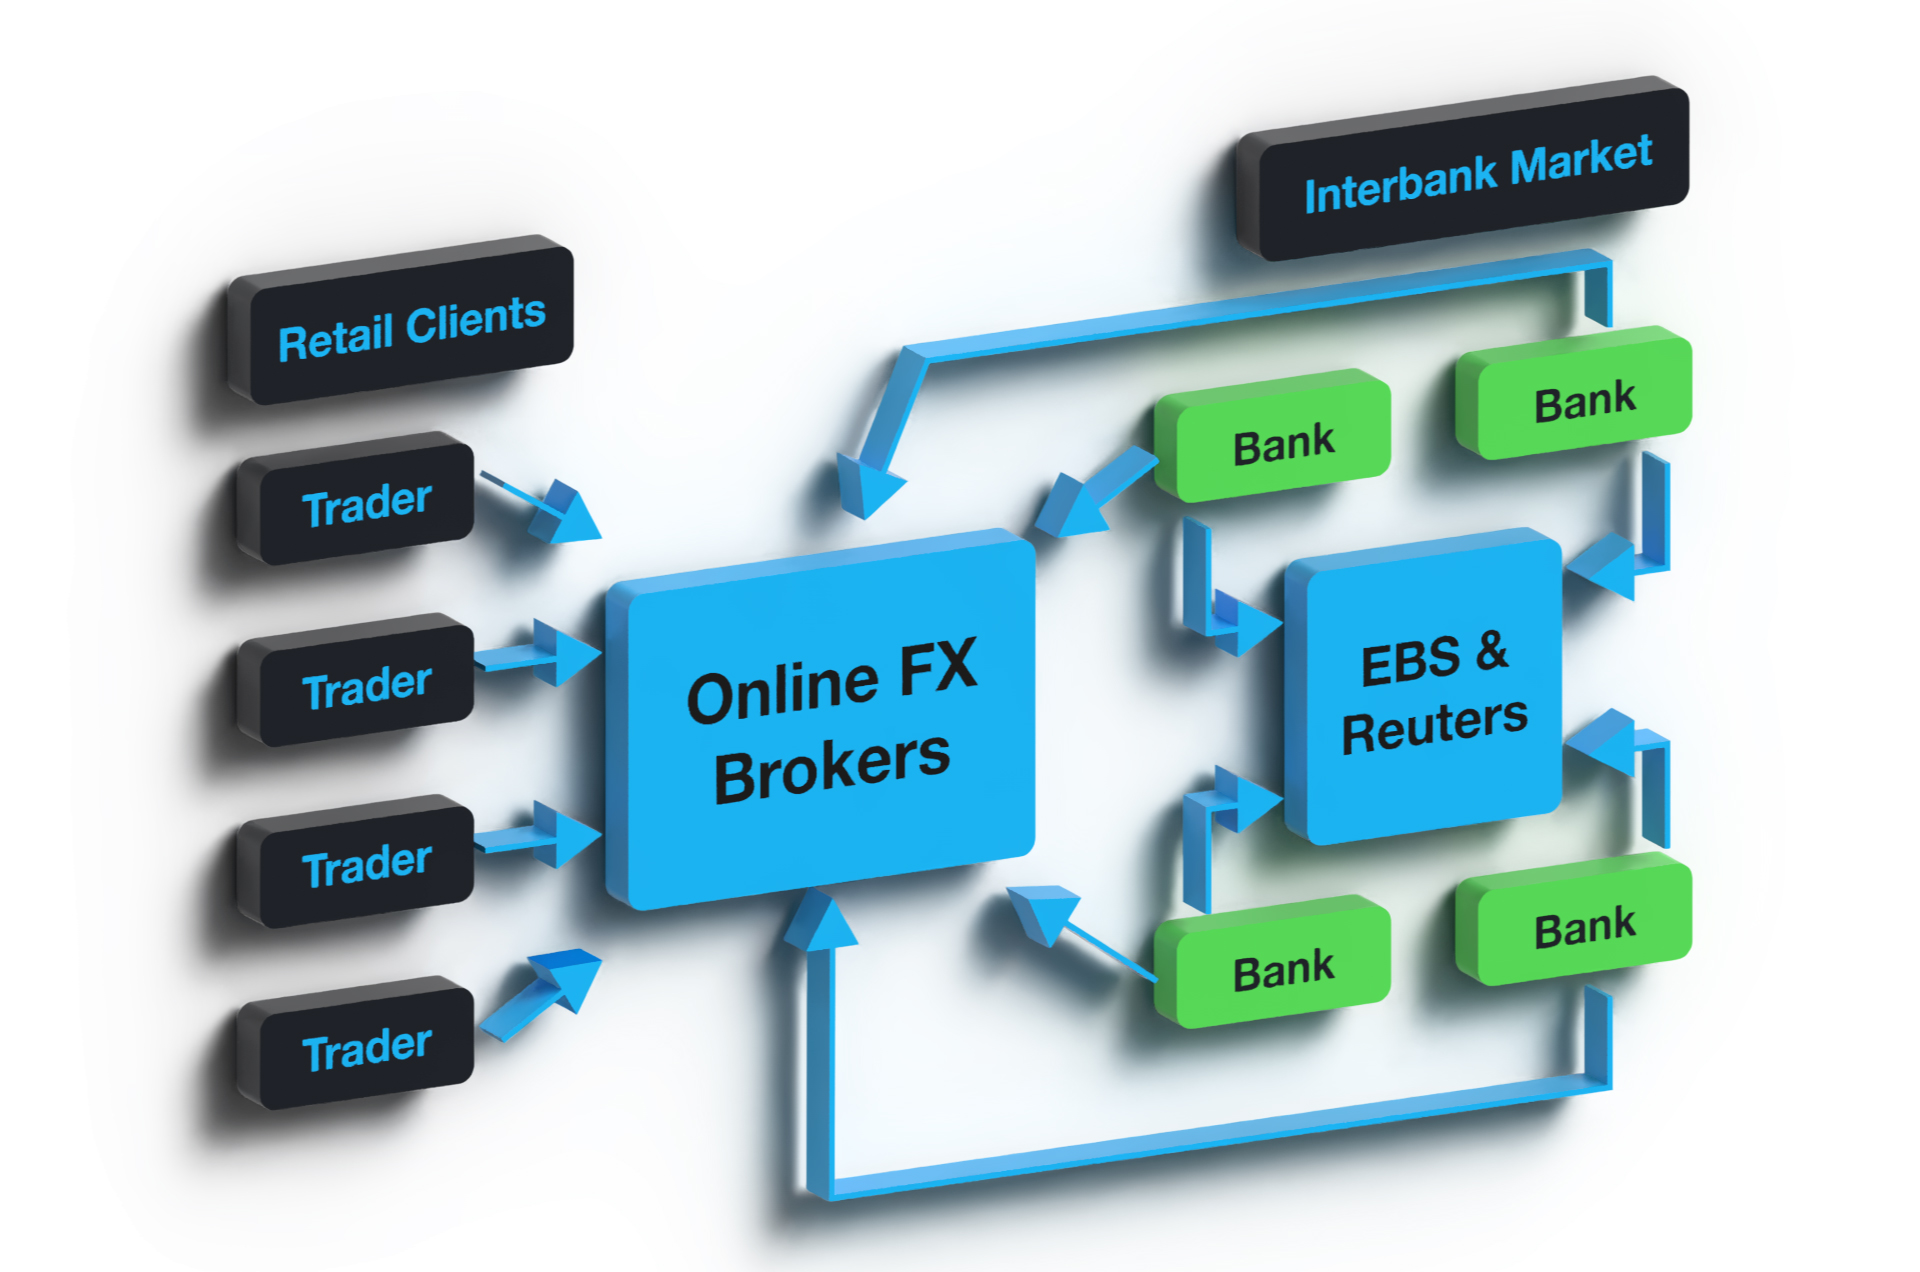 Interbank Market
Retail Clients
Trader
Trader
Trader
Trader
Online FX
Brokers
Bank
Bank
EBS &
Reuters
Bank
Bank